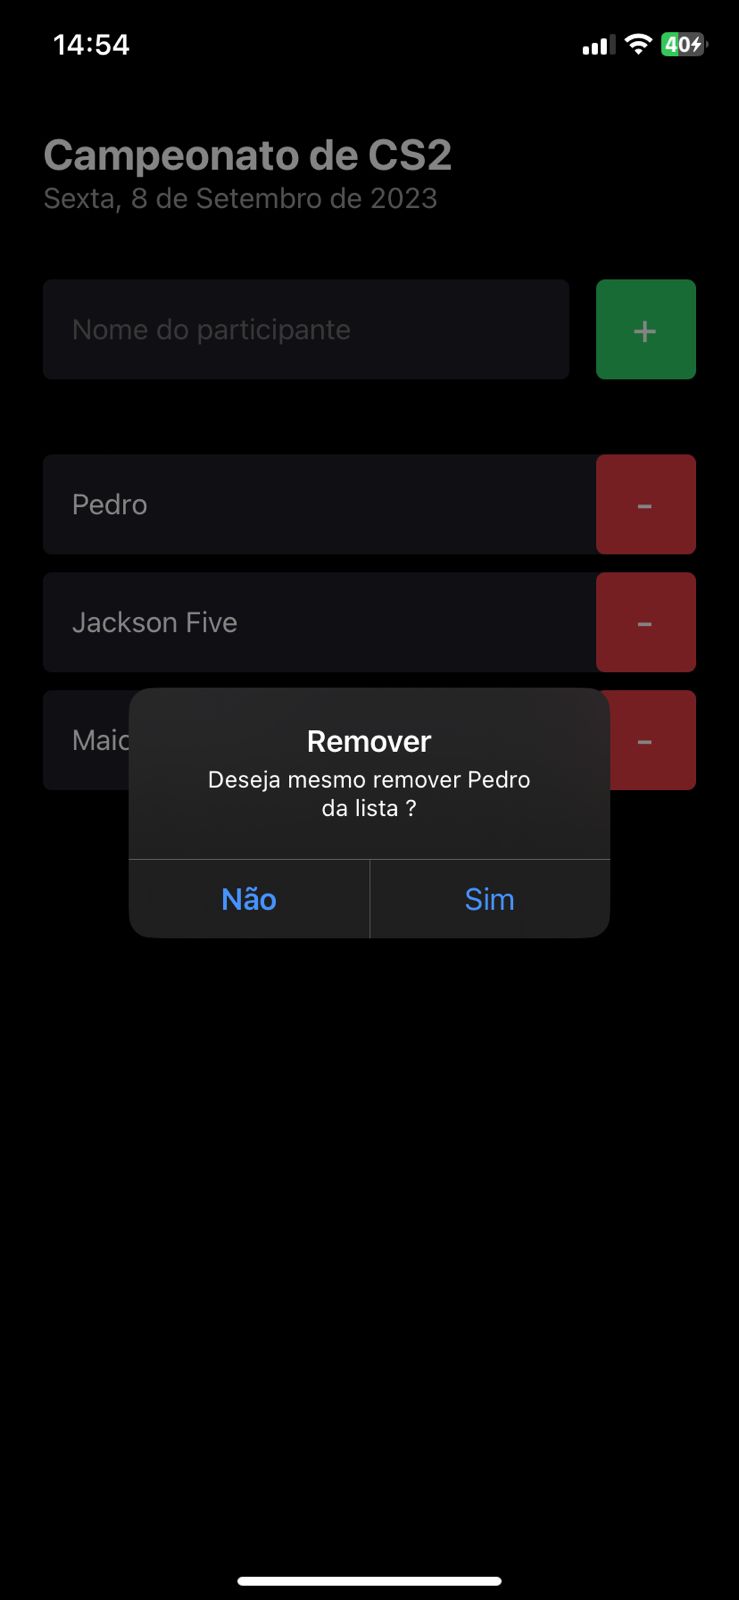 14:54
40
Campeonato de CS2
Sexta, 8 de Setembro de 2023
Nome do participante
+
Pedro
-
Jackson Five
-
-
Remover
Deseja mesmo remover Pedro
da lista ?
Não
Sim